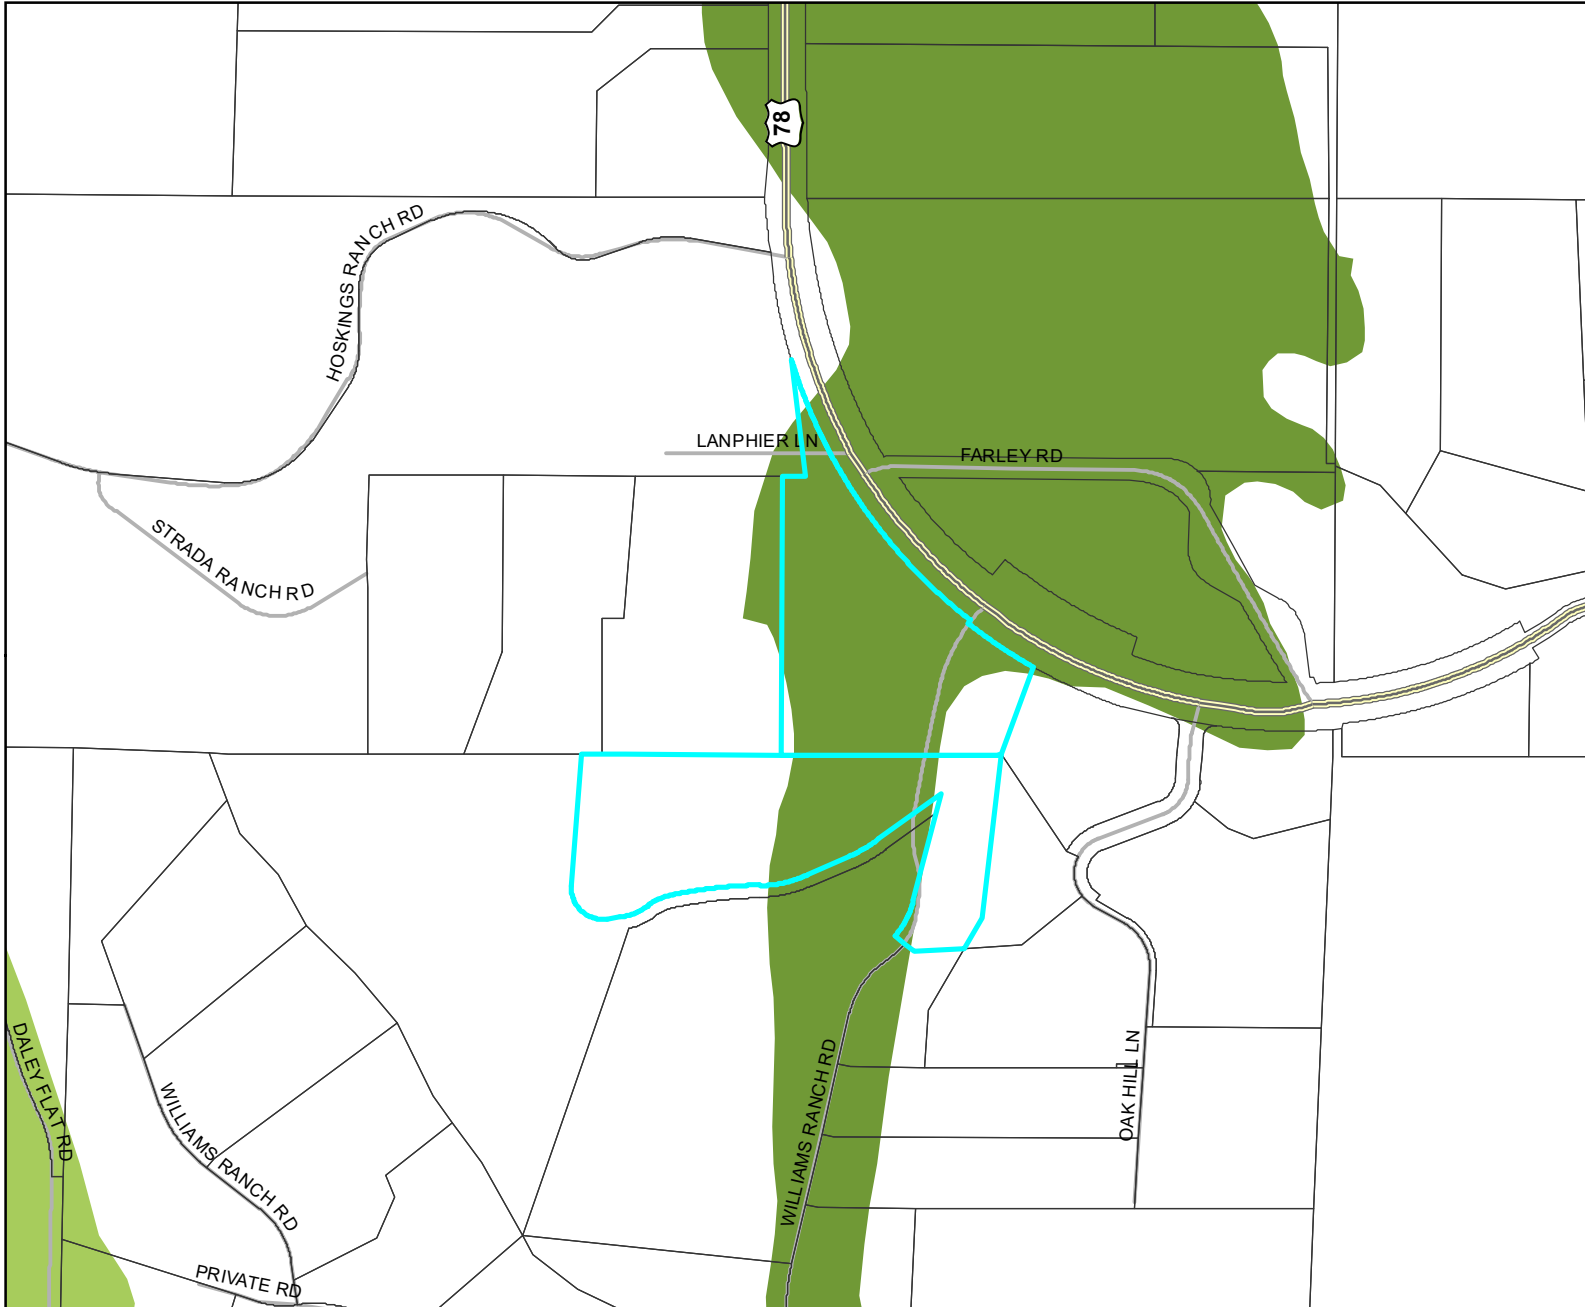 78
HOSKINGS RANCH RD
LANPHIER LN
FARLEY RD
STRADA RANCH RD
DALEY FLAT RD
WILLIAMS RANCH RD
WILLIAMS RANCH RD
OAK HILL LN
PRIVATE RD